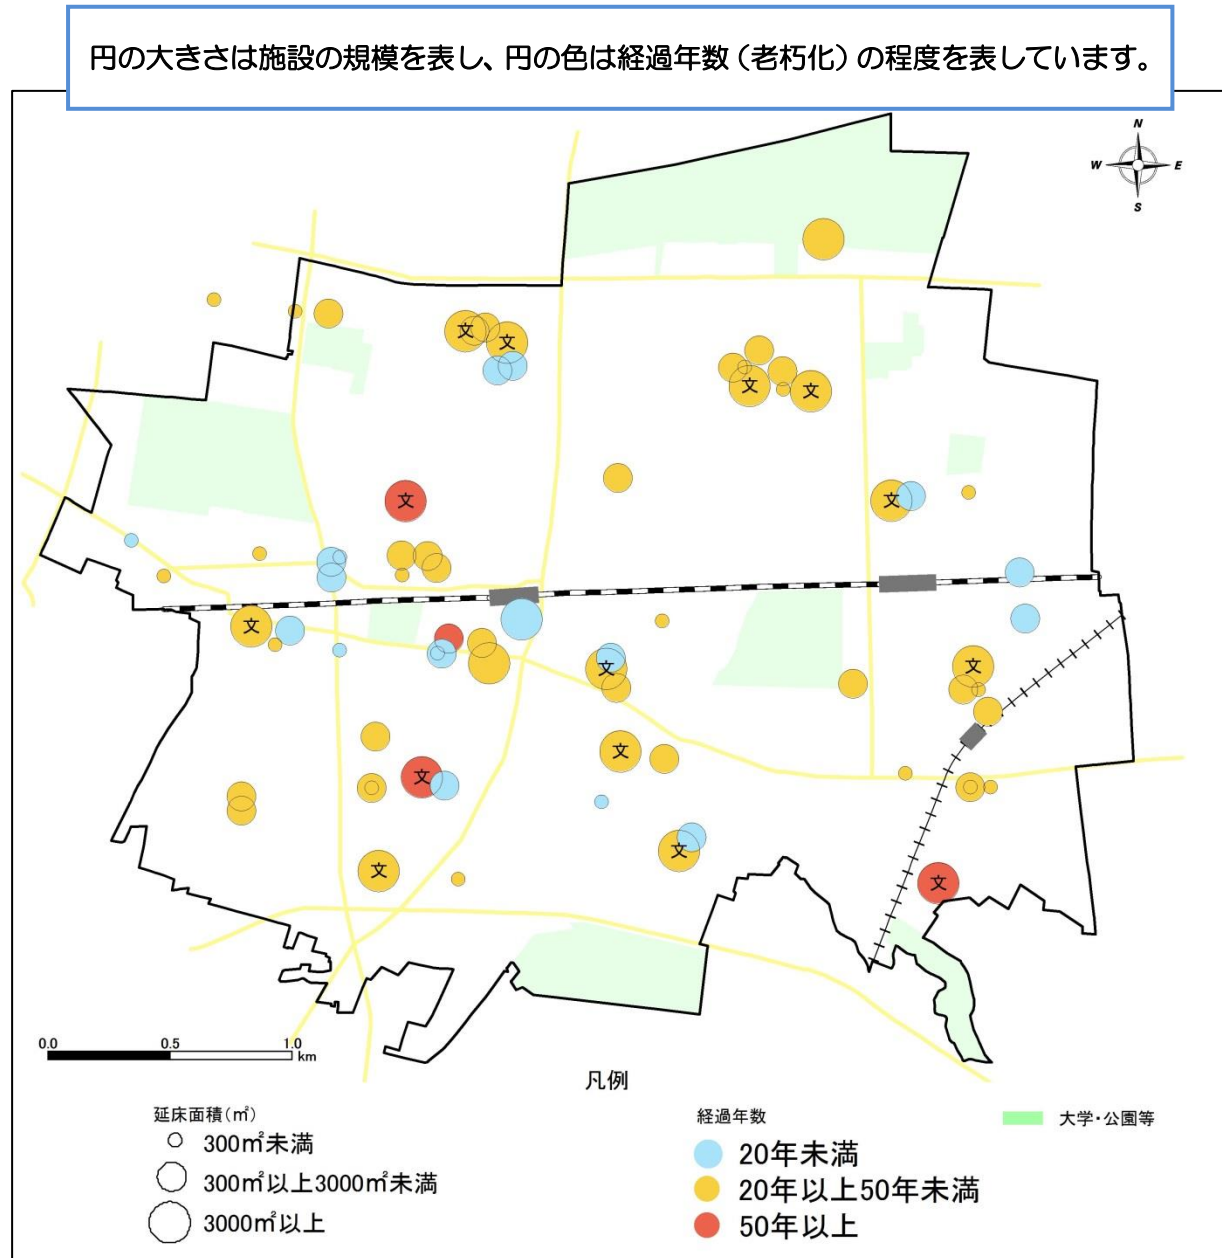 円の大きさは施設の規模を表し、円の色は経過年数（老朽化）の程度を表しています。
N
W E
S
文
文
文
文
文
文
文
文
文
文
文
文
文
文
0.0 0.5 1.0
km
凡例
延床面積(㎡)
300㎡未満
300㎡以上3000㎡未満
3000㎡以上
経過年数
20年未満
20年以上50年未満
50年以上
大学・公園等